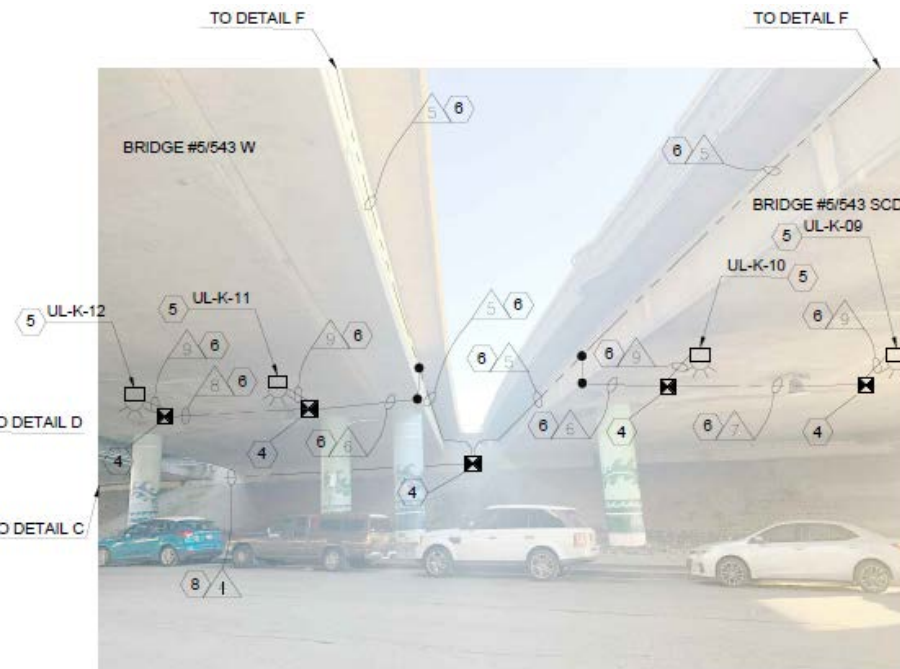 TO DETAIL F
TO DETAIL F
5 6
6 5
BRIDGE #5/543 W
BRIDGE #5/543 SCD
5 UL-K-09
UL-K-10 5
5 UL-K-11
5 UL-K-12
5 6
9 6
9 6
6 9
6 9
6 5
8 6
6 6
6 6
6 7
O DETAIL D
4
4
4
4
4
O DETAIL C
8